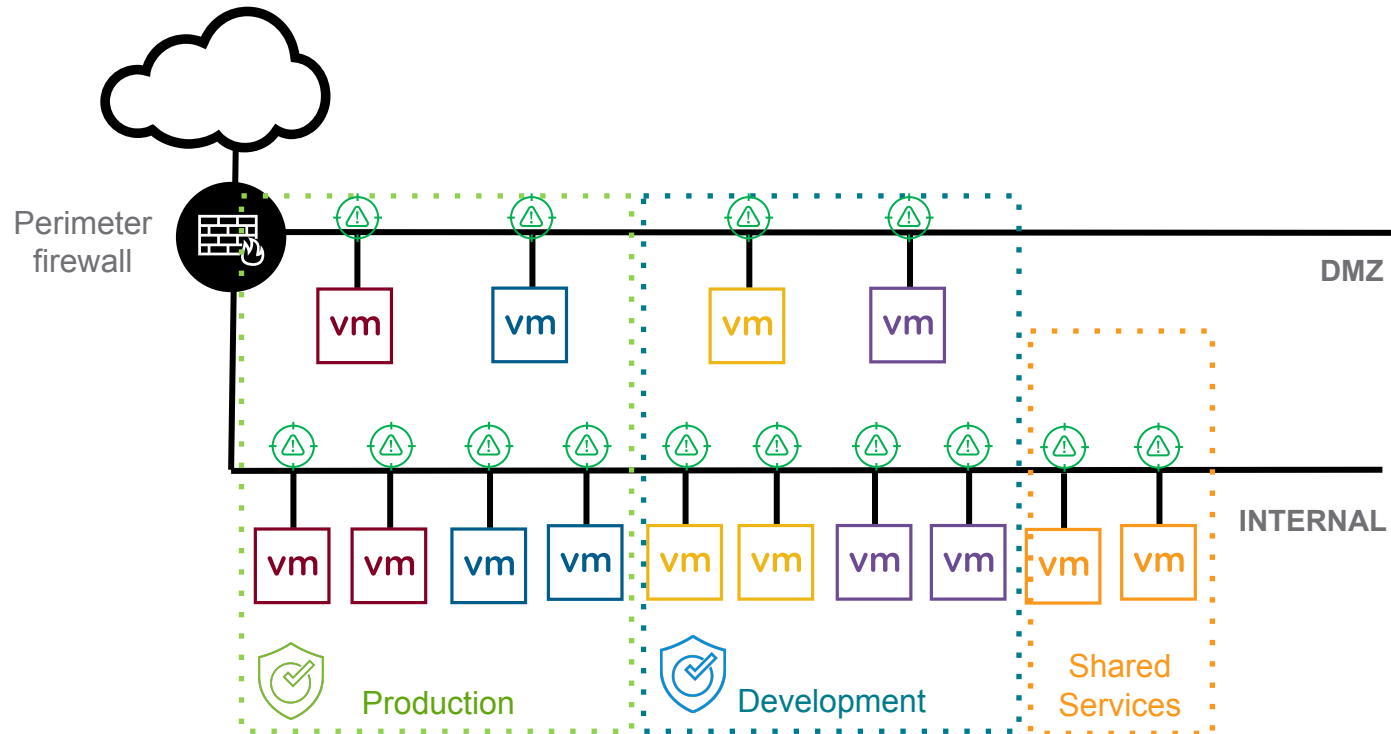 Perimeter
firewall
DMZ
vm vm vm vm
INTERNAL
vm vm vm vm vm vm vm vm vm vm
Production
Development
Shared
Services